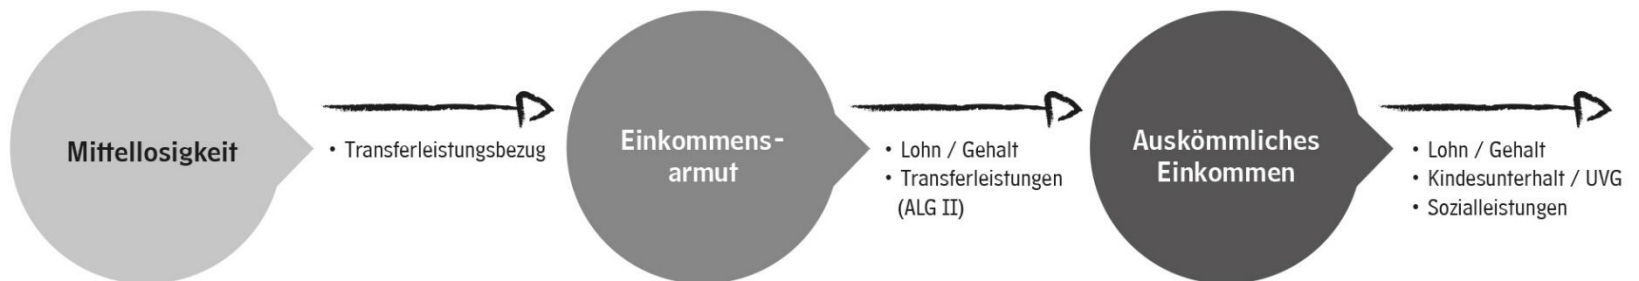 Mittellosigkeit
• Transferleistungsbezug
Einkommens-
armut
• Lohn / Gehalt
• Transferleistungen
(ALG II)
Auskömmliches
Einkommen
• Lohn / Gehalt
• Kindesunterhalt / UVG
• Sozialleistungen